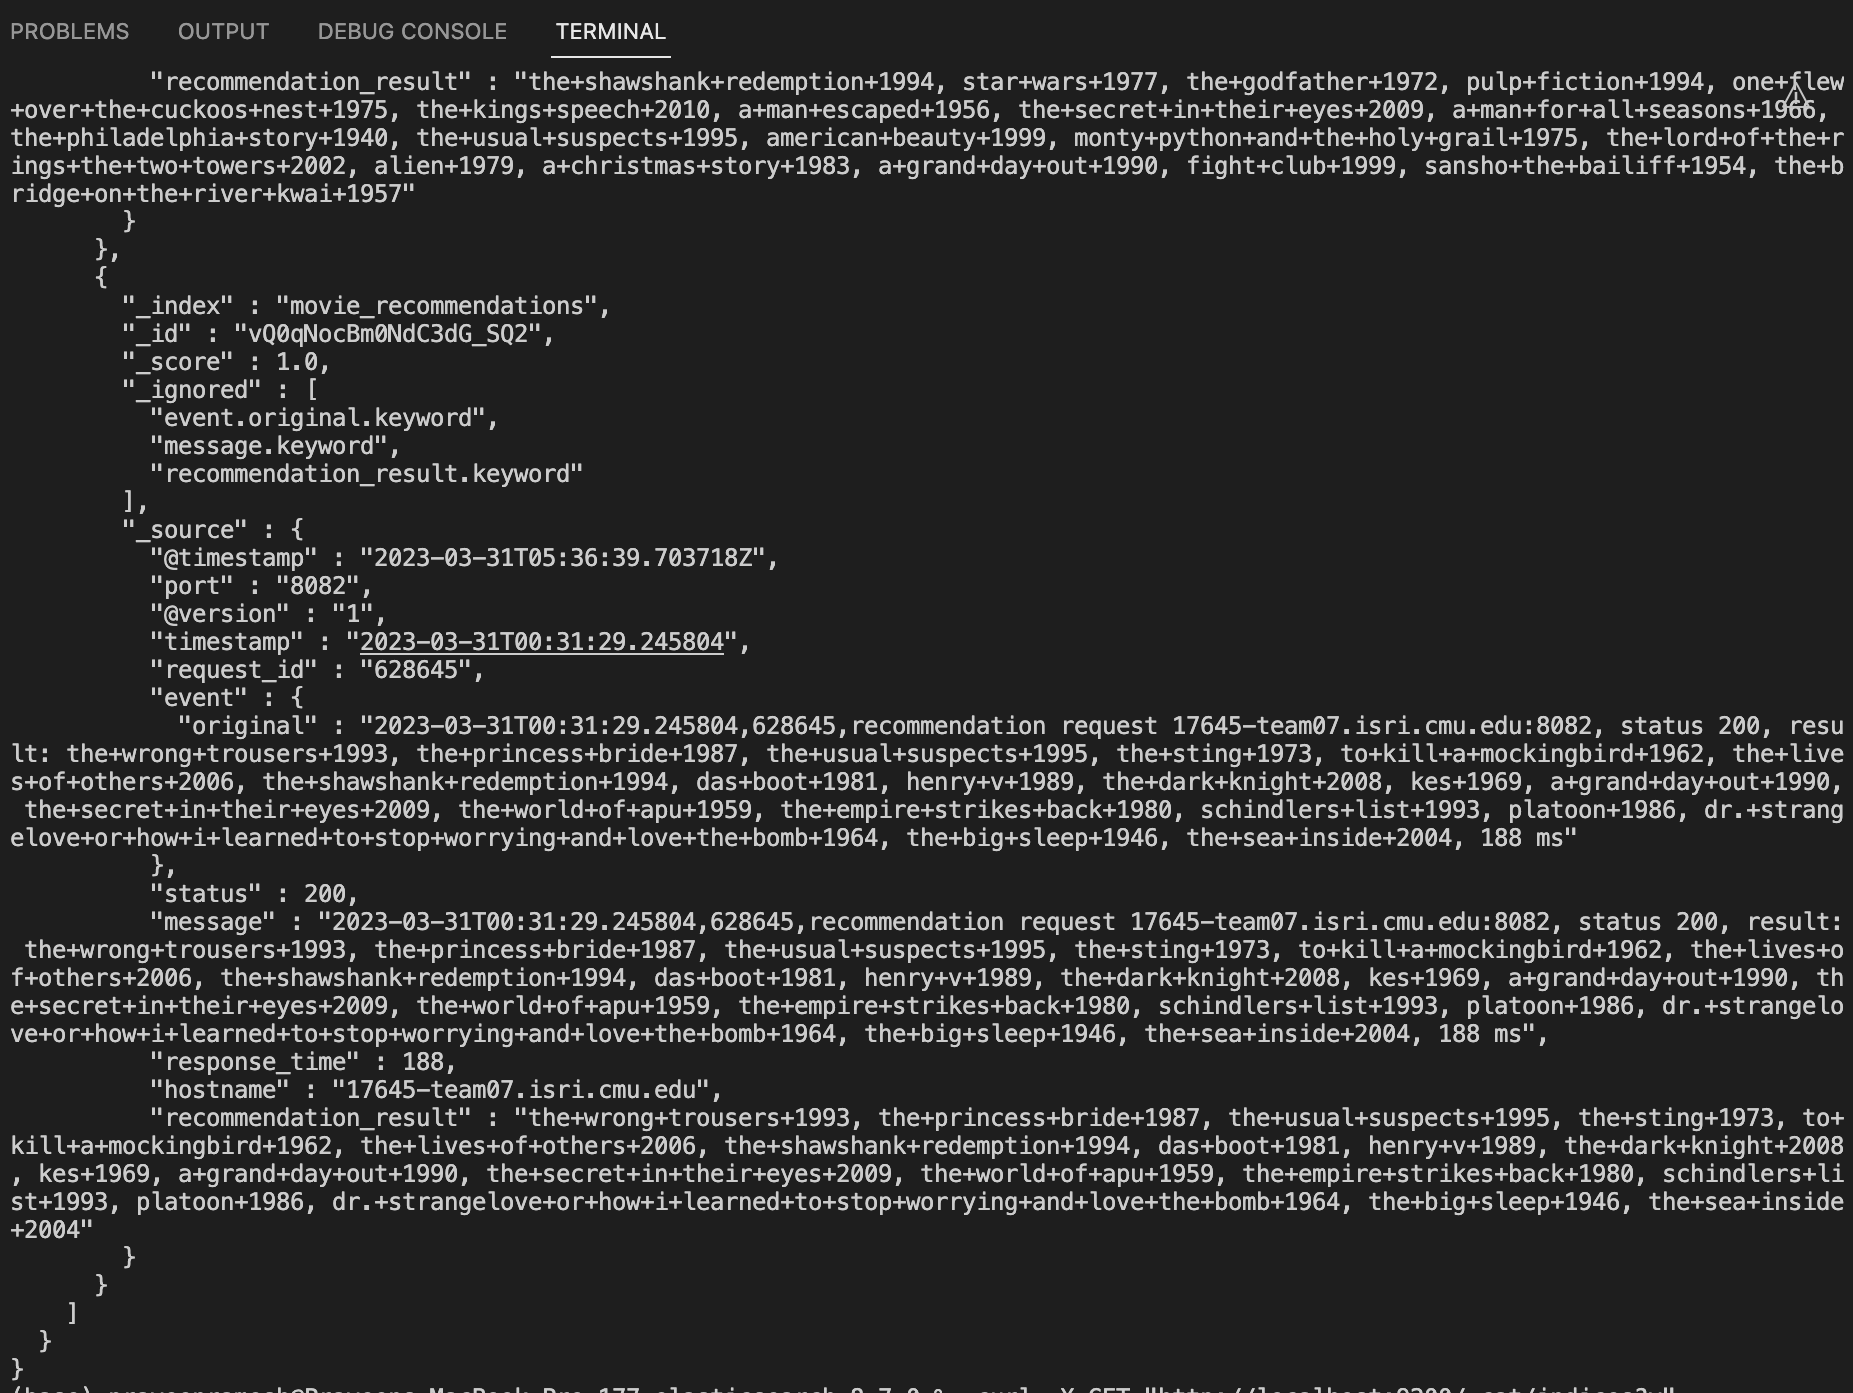 PROBLEMS OUTPUT DEBUG CONSOLE TERMINAL
"recommendation_result" : "the+shawshank+redemption+1994, star+wars+1977, the+godfather+1972, pulp+fiction+1994, one+flew
+over+the+cuckoos+nest+1975, the+kings+speech+2010, a+man+escaped+1956, the+secret+in+their+eyes+2009, a+man+for+all+seasons+1966,
the+philadelphia+story+1940, the+usual+suspects+1995, american+beauty+1999, monty+python+and+the+holy+grail+1975, the+lord+of+the+r
ings+the+two+towers+2002, alien+1979, a+christmas+story+1983, a+grand+day+out+1990, fight+club+1999, sansho+the+bailiff+1954, the+b
ridge+on+the+river+kwai+1957"
}
},
{
"_index" : "movie_recommendations",
"_id" : "vQ0qNocBm0NdC3dG_SQ2",
"_score" : 1.0,
"_ignored" : [
"event.original.keyword",
"message.keyword",
"recommendation_result.keyword"
],
"_source" : {
"@timestamp" : "2023-03-31T05:36:39.703718Z",
"port" : "8082",
"@version" : "1",
"timestamp" : "2023-03-31T00:31:29.245804",
"request_id" : "628645",
"event" : {
"original" : "2023-03-31T00:31:29.245804,628645,recommendation request 17645-team07.isri.cmu.edu:8082, status 200, resu
lt: the+wrong+trousers+1993, the+princess+bride+1987, the+usual+suspects+1995, the+sting+1973, to+kill+a+mockingbird+1962, the+live
s+of+others+2006, the+shawshank+redemption+1994, das+boot+1981, henry+v+1989, the+dark+knight+2008, kes+1969, a+grand+day+out+1990,
the+secret+in+their+eyes+2009, the+world+of+apu+1959, the+empire+strikes+back+1980, schindlers+list+1993, platoon+1986, dr.+strang
elove+or+how+i+learned+to+stop+worrying+and+love+the+bomb+1964, the+big+sleep+1946, the+sea+inside+2004, 188 ms"
},
"status" : 200,
"message" : "2023-03-31T00:31:29.245804,628645,recommendation request 17645-team07.isri.cmu.edu:8082, status 200, result:
the+wrong+trousers+1993, the+princess+bride+1987, the+usual+suspects+1995, the+sting+1973, to+kill+a+mockingbird+1962, the+lives+o
f+others+2006, the+shawshank+redemption+1994, das+boot+1981, henry+v+1989, the+dark+knight+2008, kes+1969, a+grand+day+out+1990, th
e+secret+in+their+eyes+2009, the+world+of+apu+1959, the+empire+strikes+back+1980, schindlers+list+1993, platoon+1986, dr.+strangelo
ve+or+how+i+learned+to+stop+worrying+and+love+the+bomb+1964, the+big+sleep+1946, the+sea+inside+2004, 188 ms",
"response_time" : 188,
"hostname" : "17645-team07.isri.cmu.edu",
"recommendation_result" : "the+wrong+trousers+1993, the+princess+bride+1987, the+usual+suspects+1995, the+sting+1973, to+
kill+a+mockingbird+1962, the+lives+of+others+2006, the+shawshank+redemption+1994, das+boot+1981, henry+v+1989, the+dark+knight+2008
, kes+1969, a+grand+day+out+1990, the+secret+in+their+eyes+2009, the+world+of+apu+1959, the+empire+strikes+back+1980, schindlers+li
st+1993, platoon+1986, dr.+strangelove+or+how+i+learned+to+stop+worrying+and+love+the+bomb+1964, the+big+sleep+1946, the+sea+inside
+2004"
}
}
]
}
}